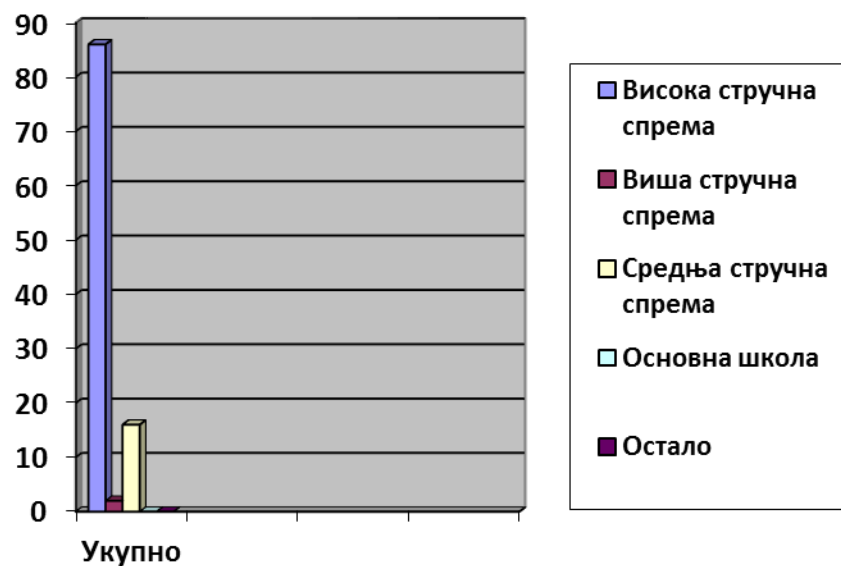 90
80
70
60
50
40
30
20
10
0
Укупно
Висока стручна
спрема
Виша стручна
спрема
Средња стручна
спрема
Основна школа
Остало